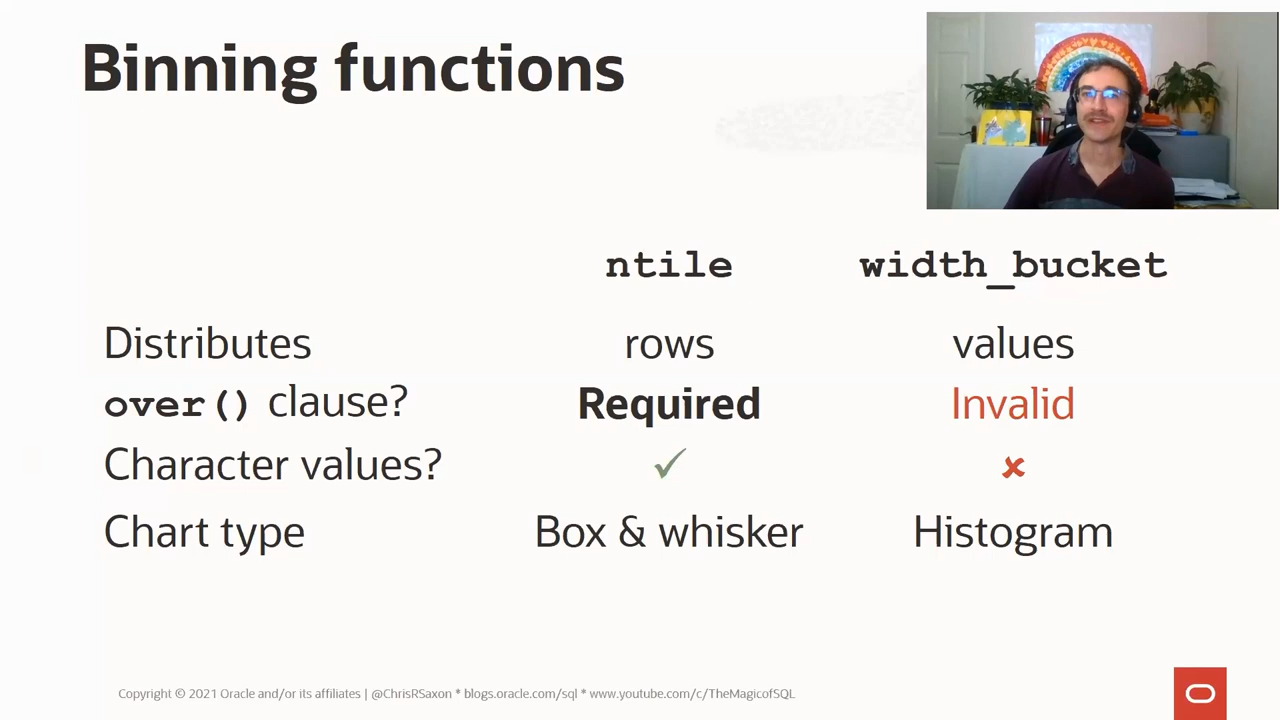 Binning functions
ntile width_bucket
Distributes rows values
over() clause? Required Invalid
Character values? ✓ ✘
Chart type Box & whisker Histogram
Copyright © 2021 Oracle and/or its affiliates | @ChrisRSaxon * blogs.oracle.com/sql * www.youtube.com/c/TheMagicofSQL